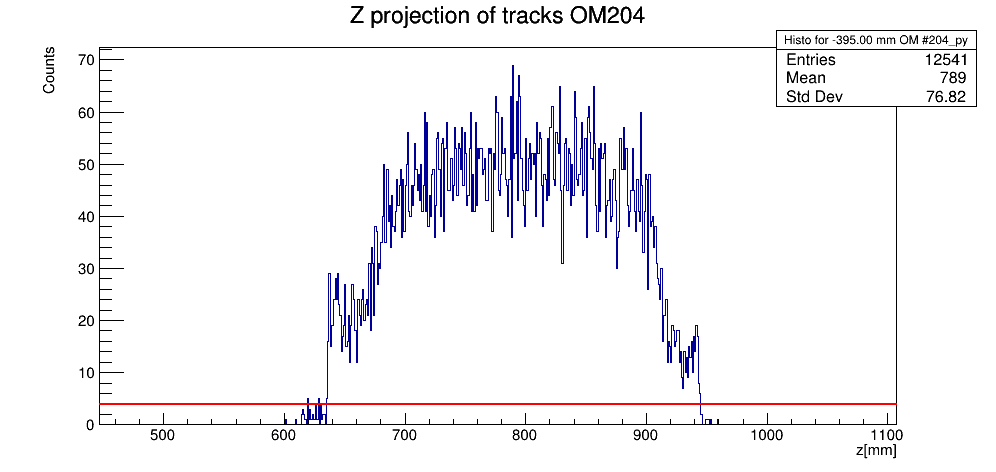 Z projection of tracks OM204
Histo for -395.00 mm OM #204_py
Entries 12541
Mean 789
Std Dev 76.82
Counts
70
60
50
40
30
20
10
0
500 600 700 800 900 1000 1100
z[mm]